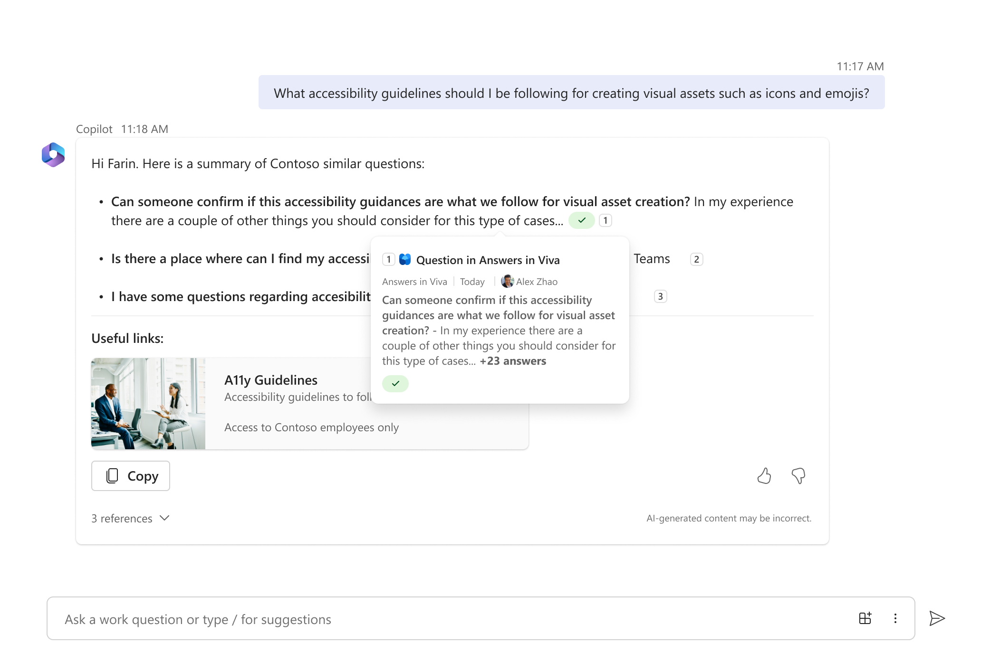 11:17 AM
What accessibility guidelines should I be following for creating visual assets such as icons and emojis?
Copilot 11:18 AM
Hi Farin. Here is a summary of Contoso similar questions:
• Can someone confirm if this accessibility guidances are what we follow for visual asset creation? In my experience
there are a couple of other things you should consider for this type of cases... 1
• Is there a place where can I find my Teams 2
• I have some questions regarding 3
1 Question in Answers in Viva
Answers in Viva | Today | Alex Zhao
Can someone confirm if this accessibility
guidances are what we follow for visual asset
creation? - In my experience there are a
couple of other things you should consider for
this type of cases... +23 answers
Useful links:
A11y Guidelines
Accessibility guidelines to
Access to Contoso employees only
Copy
3 references
AI-generated content may be incorrect.
Ask a work question or type / for suggestions